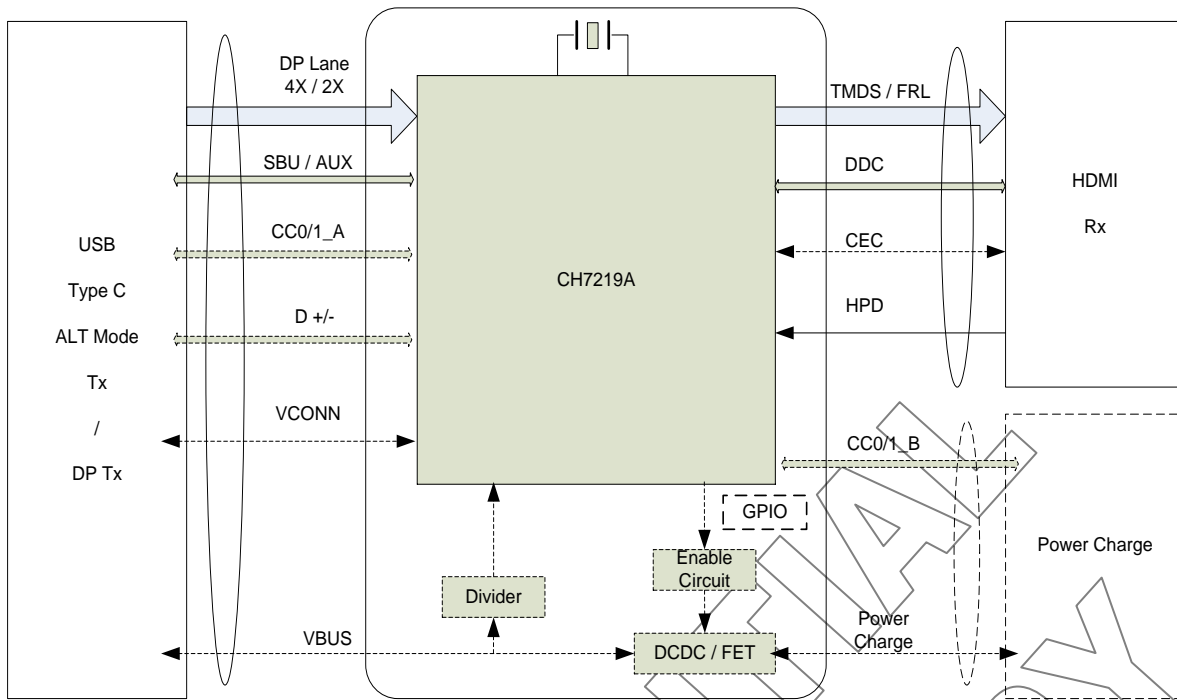 DP Lane
4X / 2X
SBU / AUX
CC0/1_A
D +/-
VCONN
VBUS
USB
Type C
ALT Mode
Tx
/
DP Tx
CH7219A
TMDS / FRL
DDC
CEC
HPD
HDMI
Rx
CC0/1_B
GPIO
Enable
Circuit
Divider
DCDC / FET
Power
Charge
Power Charge